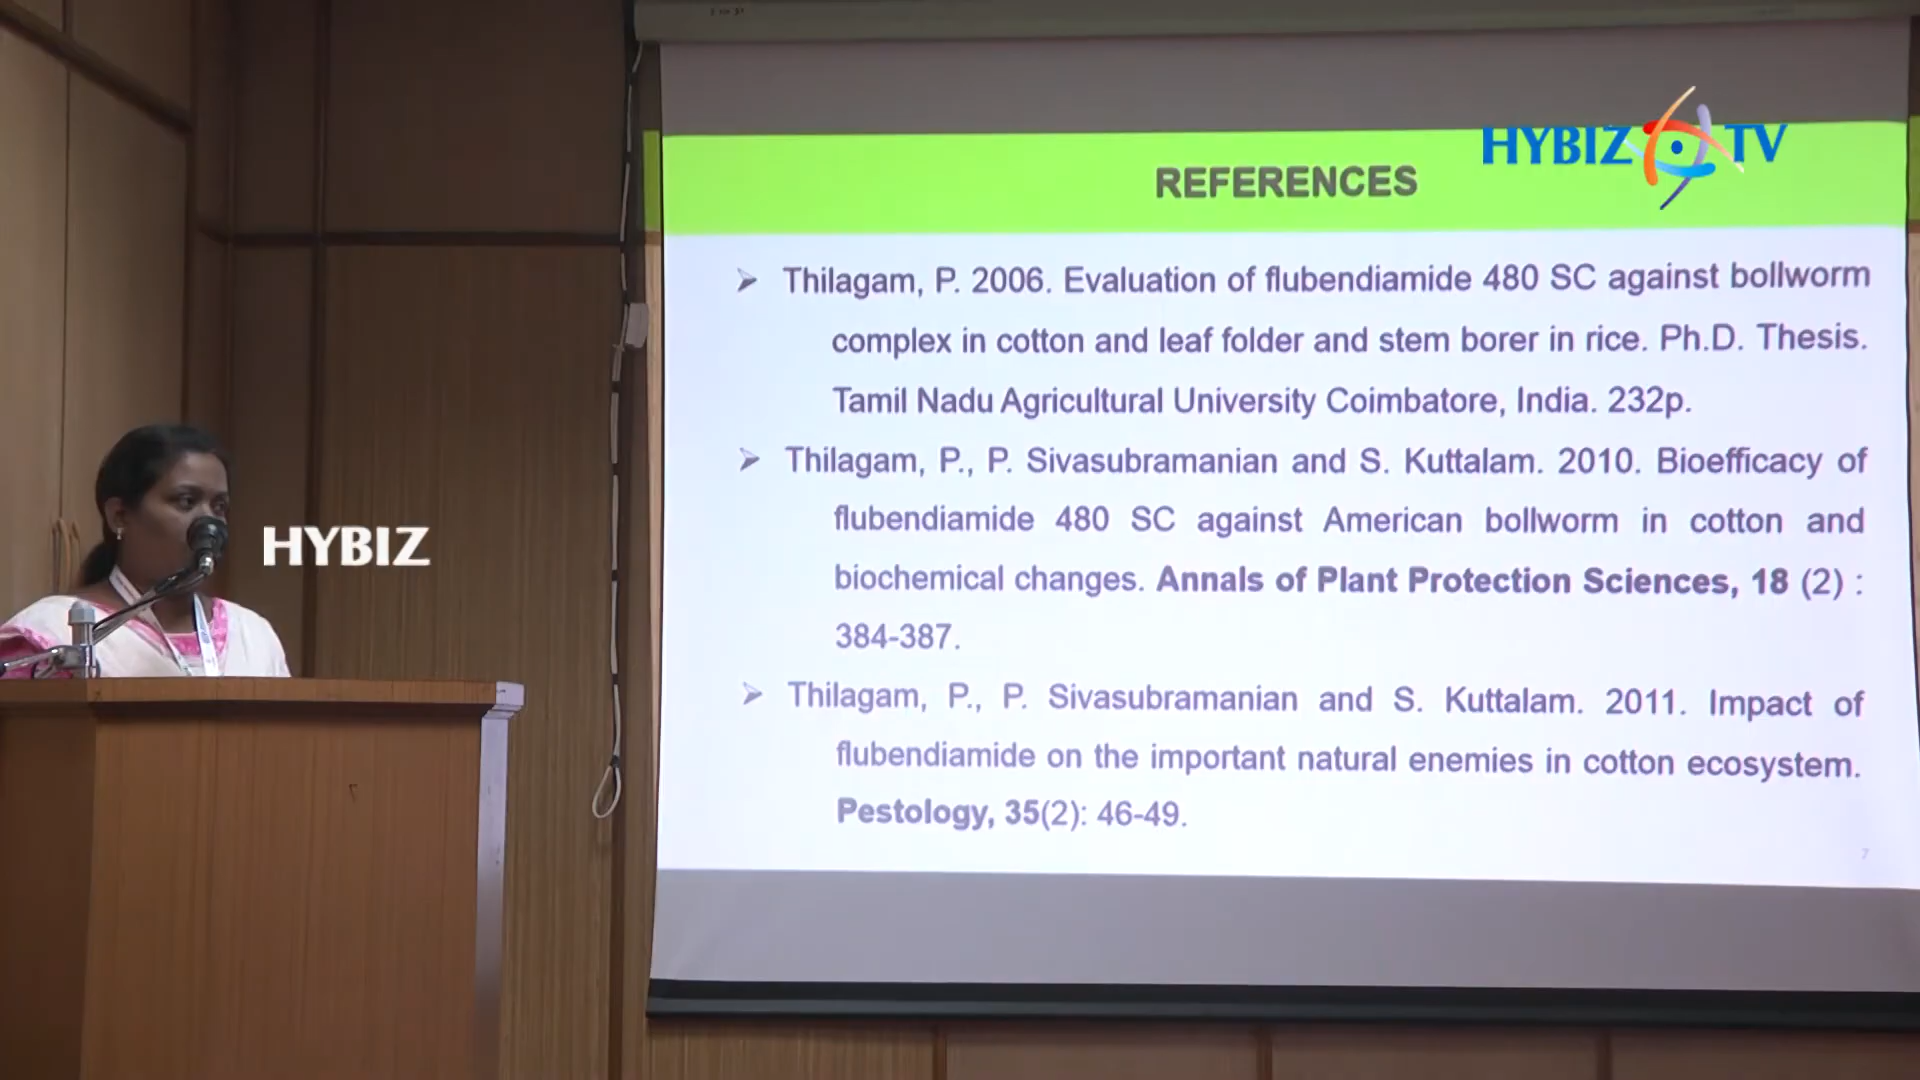 HYBIZ TV
REFERENCES
➢ Thilagam, P. 2006. Evaluation of flubendiamide 480 SC against bollworm
complex in cotton and leaf folder and stem borer in rice. Ph.D. Thesis.
Tamil Nadu Agricultural University Coimbatore, India. 232p.
➢ Thilagam, P., P. Sivasubramanian and S. Kuttalam. 2010. Bioefficacy of
flubendiamide 480 SC against American bollworm in cotton and
biochemical changes. Annals of Plant Protection Sciences, 18 (2) :
384-387.
➢ Thilagam, P., P. Sivasubramanian and S. Kuttalam. 2011. Impact of
flubendiamide on the important natural enemies in cotton ecosystem.
Pestology, 35(2): 46-49.
7
HYBIZ